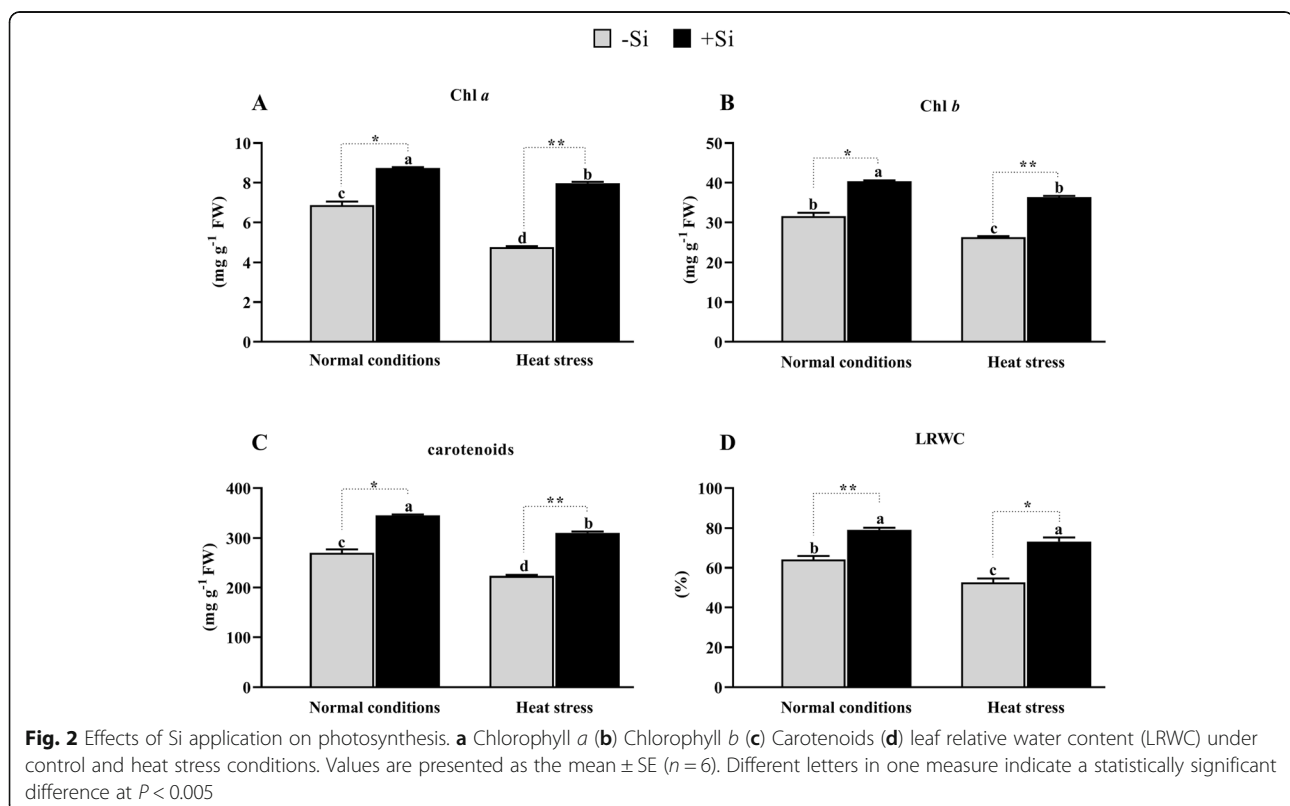 -Si +Si
A Chl a
(mg g⁻¹ FW)
10
8
6
4
2
0
c
*
a
d
**
b
Normal conditions Heat stress
B Chl b
(mg g⁻¹ FW)
50
40
30
20
10
0
b
*
a
c
**
b
Normal conditions Heat stress
C carotenoids
(mg g⁻¹ FW)
400
300
200
100
0
c
*
a
d
**
b
Normal conditions Heat stress
D LRWC
(%)
100
80
60
40
20
0
b
**
a
c
*
a
Normal conditions Heat stress
Fig. 2 Effects of Si application on photosynthesis. a Chlorophyll a (b) Chlorophyll b (c) Carotenoids (d) leaf relative water content (LRWC) under
control and heat stress conditions. Values are presented as the mean ± SE (n = 6). Different letters in one measure indicate a statistically significant
difference at P < 0.005